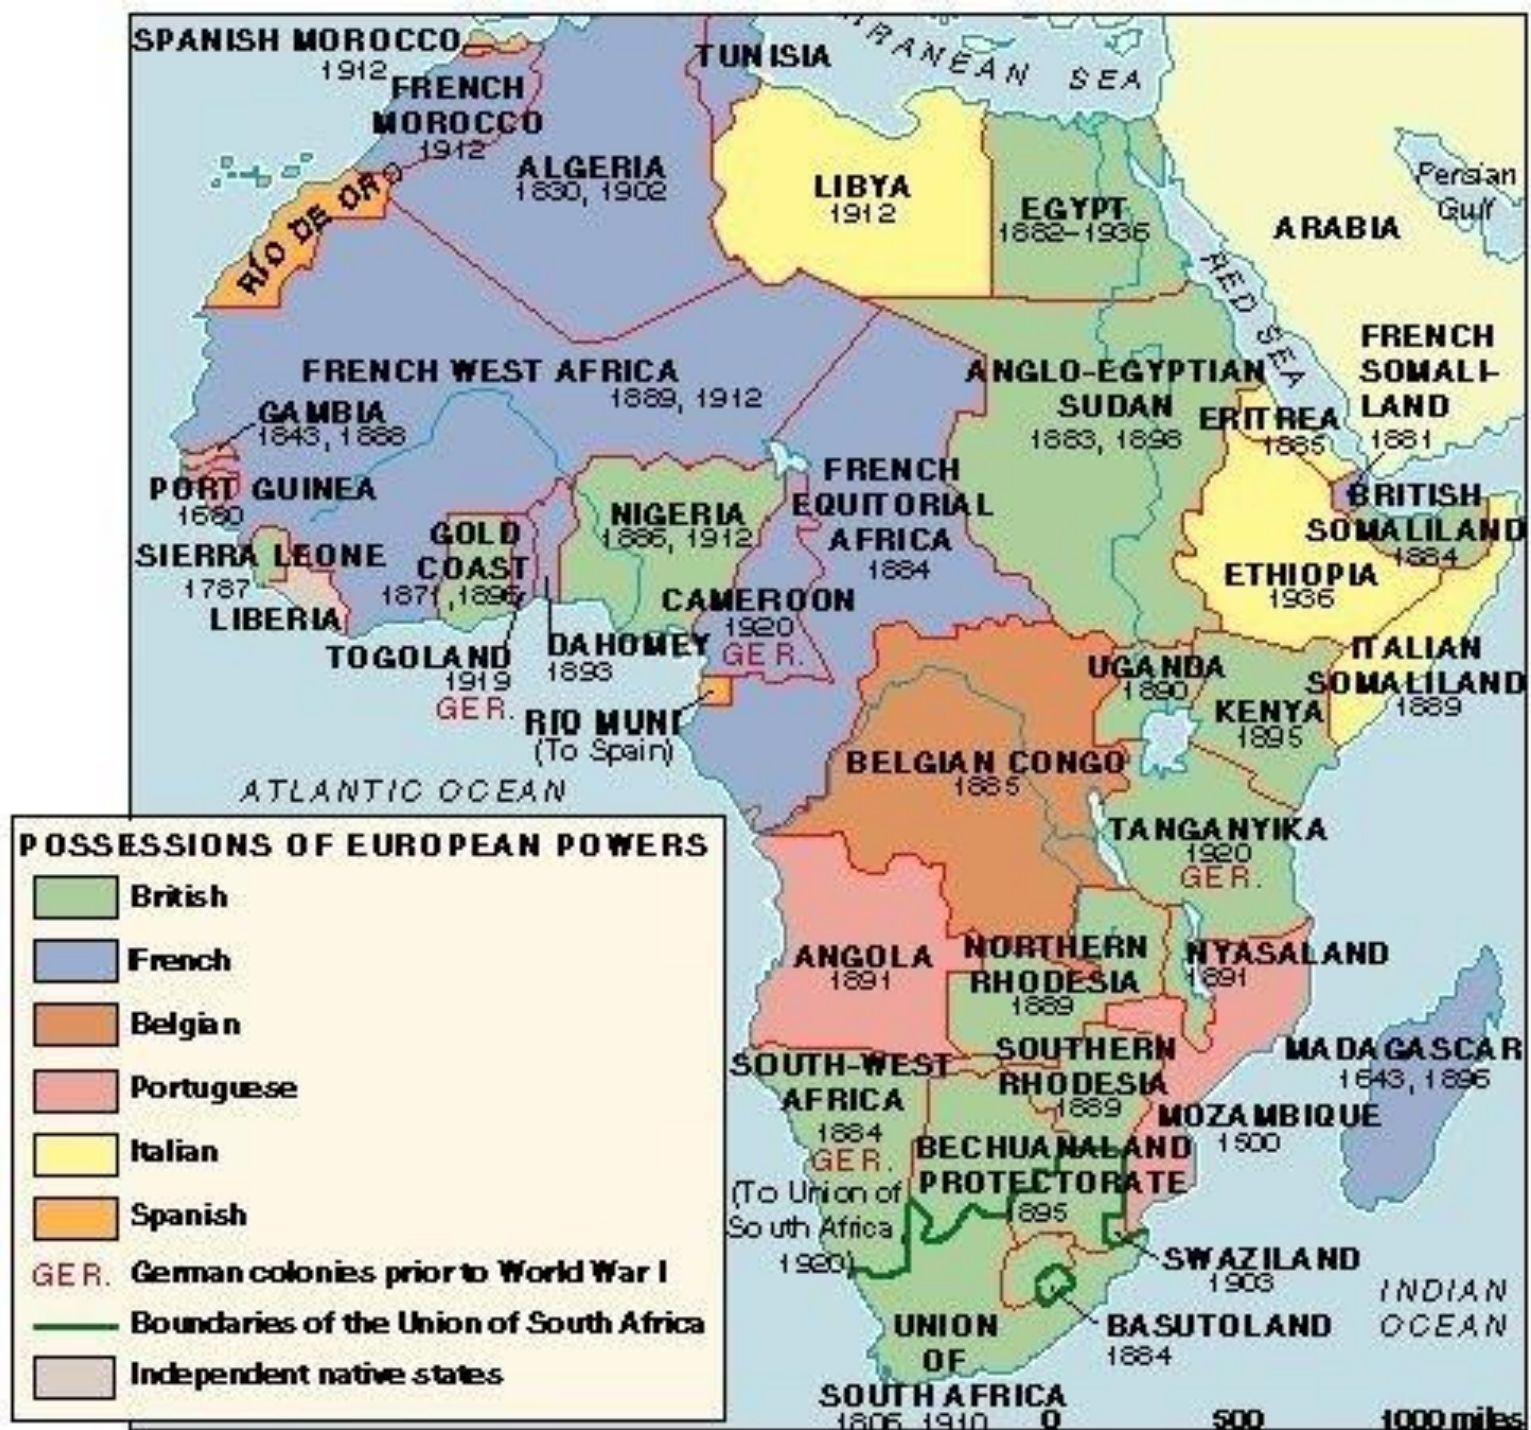 SPANISH MOROCCO
1912
FRENCH
MOROCCO
1912
TUNISIA
SEA
ALGERIA
1830, 1902
LIBYA
1912
EGYPT
1882-1936
Persian
Gulf
ARABIA
RED SEA
RÍO DE OR
FRENCH WEST AFRICA
1889, 1912
GAMBIA
1843, 1888
PORT GUINEA
1680
SIERRA LEONE
1787
LIBERIA
GOLD
COAST
1871, 1896
TOGOLAND
1919
GER.
DAHOMEY
1893
NIGERIA
1886, 1912
CAMEROON
1920
GER.
RIO MUNI
(To Spain)
FRENCH
EQUITORIAL
AFRICA
1884
ANGLO-EGYPTIAN
SUDAN
1883, 1898
ERITREA
1885
FRENCH
SOMALI-
LAND
1881
BRITISH
SOMALILAND
1884
ETHIOPIA
1936
ITALIAN
SOMALILAND
1889
UGANDA
1890
KENYA
1895
BELGIAN CONGO
1885
TANGANYIKA
1920
GER.
ATLANTIC OCEAN
ANGOLA
1891
NORTHERN
RHODESIA
1889
NYASALAND
1891
SOUTHERN
RHODESIA
1889
MADAGASCAR
1643, 1896
MOZAMBIQUE
1500
SOUTH-WEST
AFRICA
1884
GER.
(To Union of
South Africa
1920)
BECHUANALAND
PROTECTORATE
1895
SWAZILAND
1903
BASUTOLAND
1884
UNION
OF
SOUTH AFRICA
1806, 1910
INDIAN
OCEAN
0 500 1000 miles
POSSESSIONS OF EUROPEAN POWERS
British
French
Belgian
Portuguese
Italian
Spanish
GER. German colonies prior to World War I
Boundaries of the Union of South Africa
Independent native states